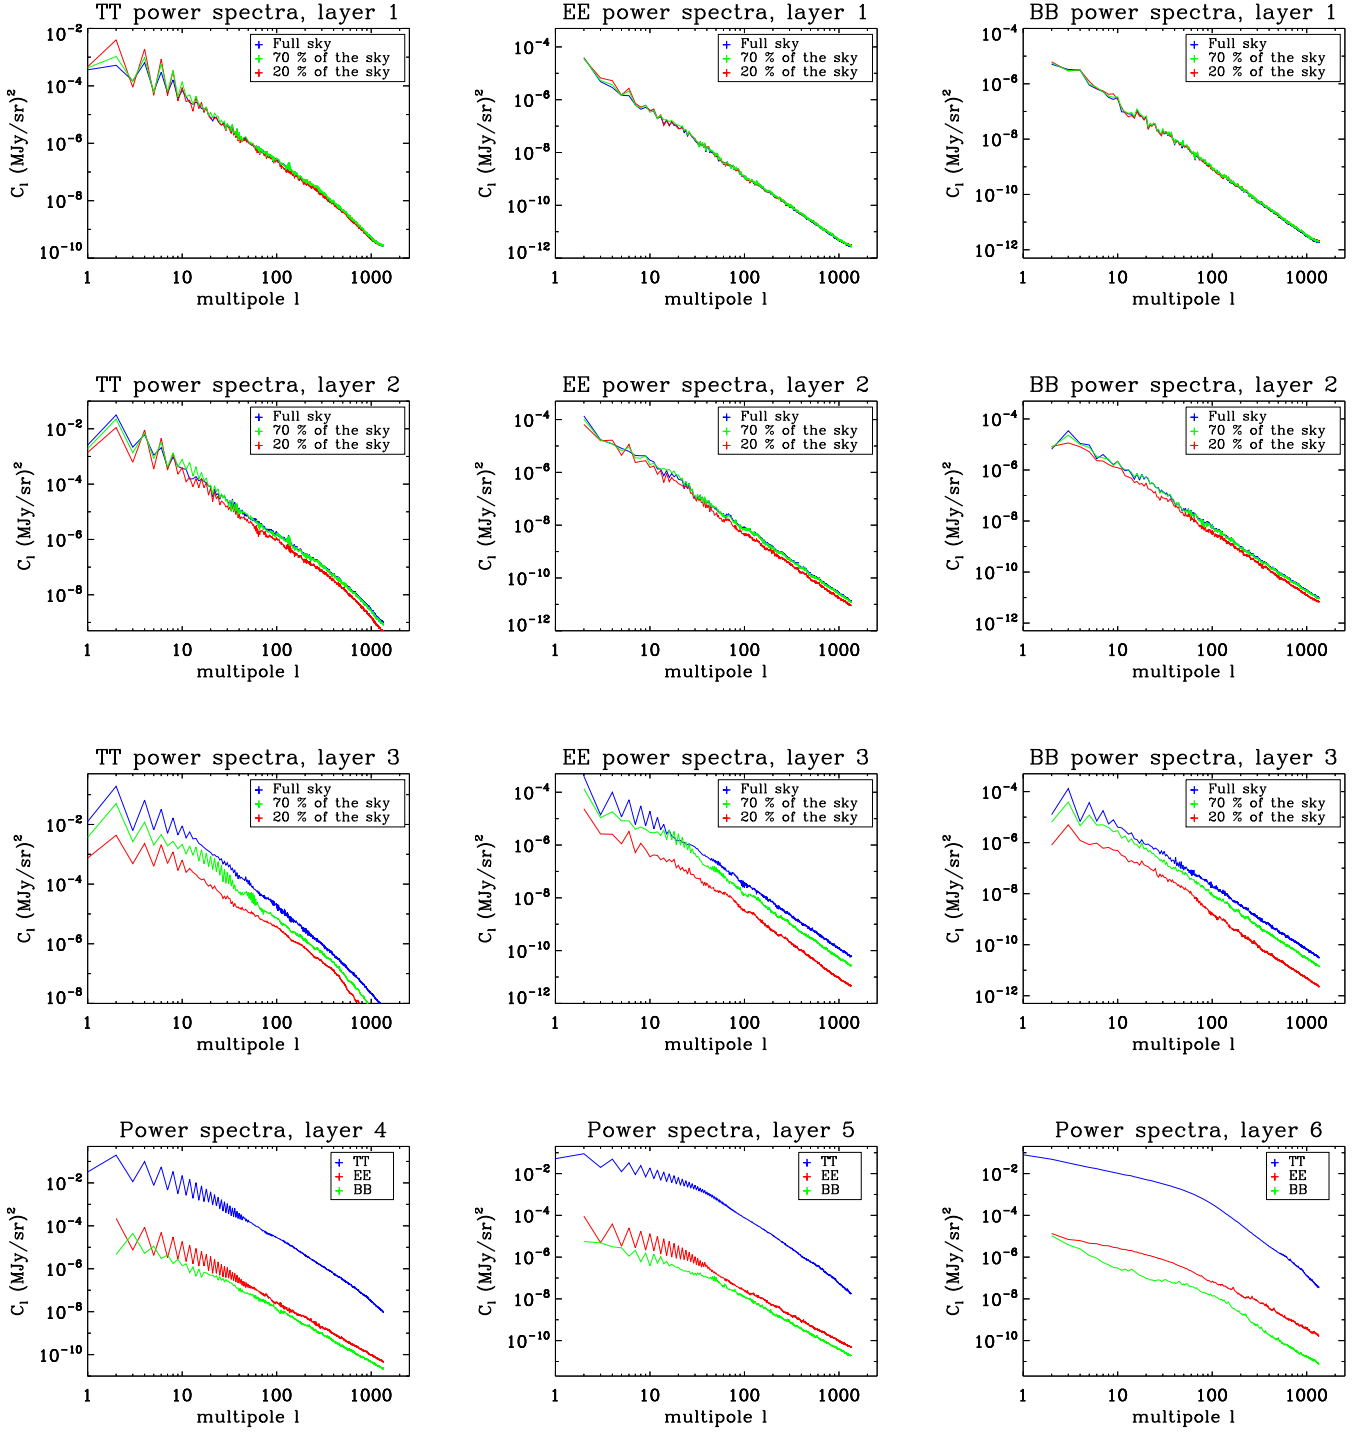 TT power spectra, layer 1
EE power spectra, layer 1
BB power spectra, layer 1
Full sky
70 % of the sky
20 % of the sky
Full sky
70 % of the sky
20 % of the sky
Full sky
70 % of the sky
20 % of the sky
C_l (MJy/sr)²
10⁻²
10⁻⁴
10⁻⁶
10⁻⁸
10⁻¹⁰
C_l (MJy/sr)²
10⁻⁴
10⁻⁶
10⁻⁸
10⁻¹⁰
10⁻¹²
C_l (MJy/sr)²
10⁻⁴
10⁻⁶
10⁻⁸
10⁻¹⁰
10⁻¹²
1 10 100 1000
1 10 100 1000
1 10 100 1000
multipole l
multipole l
multipole l
TT power spectra, layer 2
EE power spectra, layer 2
BB power spectra, layer 2
Full sky
70 % of the sky
20 % of the sky
Full sky
70 % of the sky
20 % of the sky
Full sky
70 % of the sky
20 % of the sky
C_l (MJy/sr)²
10⁻²
10⁻⁴
10⁻⁶
10⁻⁸
C_l (MJy/sr)²
10⁻⁴
10⁻⁶
10⁻⁸
10⁻¹⁰
10⁻¹²
C_l (MJy/sr)²
10⁻⁴
10⁻⁶
10⁻⁸
10⁻¹⁰
10⁻¹²
1 10 100 1000
1 10 100 1000
1 10 100 1000
multipole l
multipole l
multipole l
TT power spectra, layer 3
EE power spectra, layer 3
BB power spectra, layer 3
Full sky
70 % of the sky
20 % of the sky
Full sky
70 % of the sky
20 % of the sky
Full sky
70 % of the sky
20 % of the sky
C_l (MJy/sr)²
10⁻²
10⁻⁴
10⁻⁶
10⁻⁸
C_l (MJy/sr)²
10⁻⁴
10⁻⁶
10⁻⁸
10⁻¹⁰
10⁻¹²
C_l (MJy/sr)²
10⁻⁴
10⁻⁶
10⁻⁸
10⁻¹⁰
10⁻¹²
1 10 100 1000
1 10 100 1000
1 10 100 1000
multipole l
multipole l
multipole l
Power spectra, layer 4
Power spectra, layer 5
Power spectra, layer 6
TT
EE
BB
TT
EE
BB
TT
EE
BB
C_l (MJy/sr)²
10⁻²
10⁻⁴
10⁻⁶
10⁻⁸
10⁻¹⁰
C_l (MJy/sr)²
10⁻²
10⁻⁴
10⁻⁶
10⁻⁸
10⁻¹⁰
C_l (MJy/sr)²
10⁻²
10⁻⁴
10⁻⁶
10⁻⁸
10⁻¹⁰
1 10 100 1000
1 10 100 1000
1 10 100 1000
multipole l
multipole l
multipole l